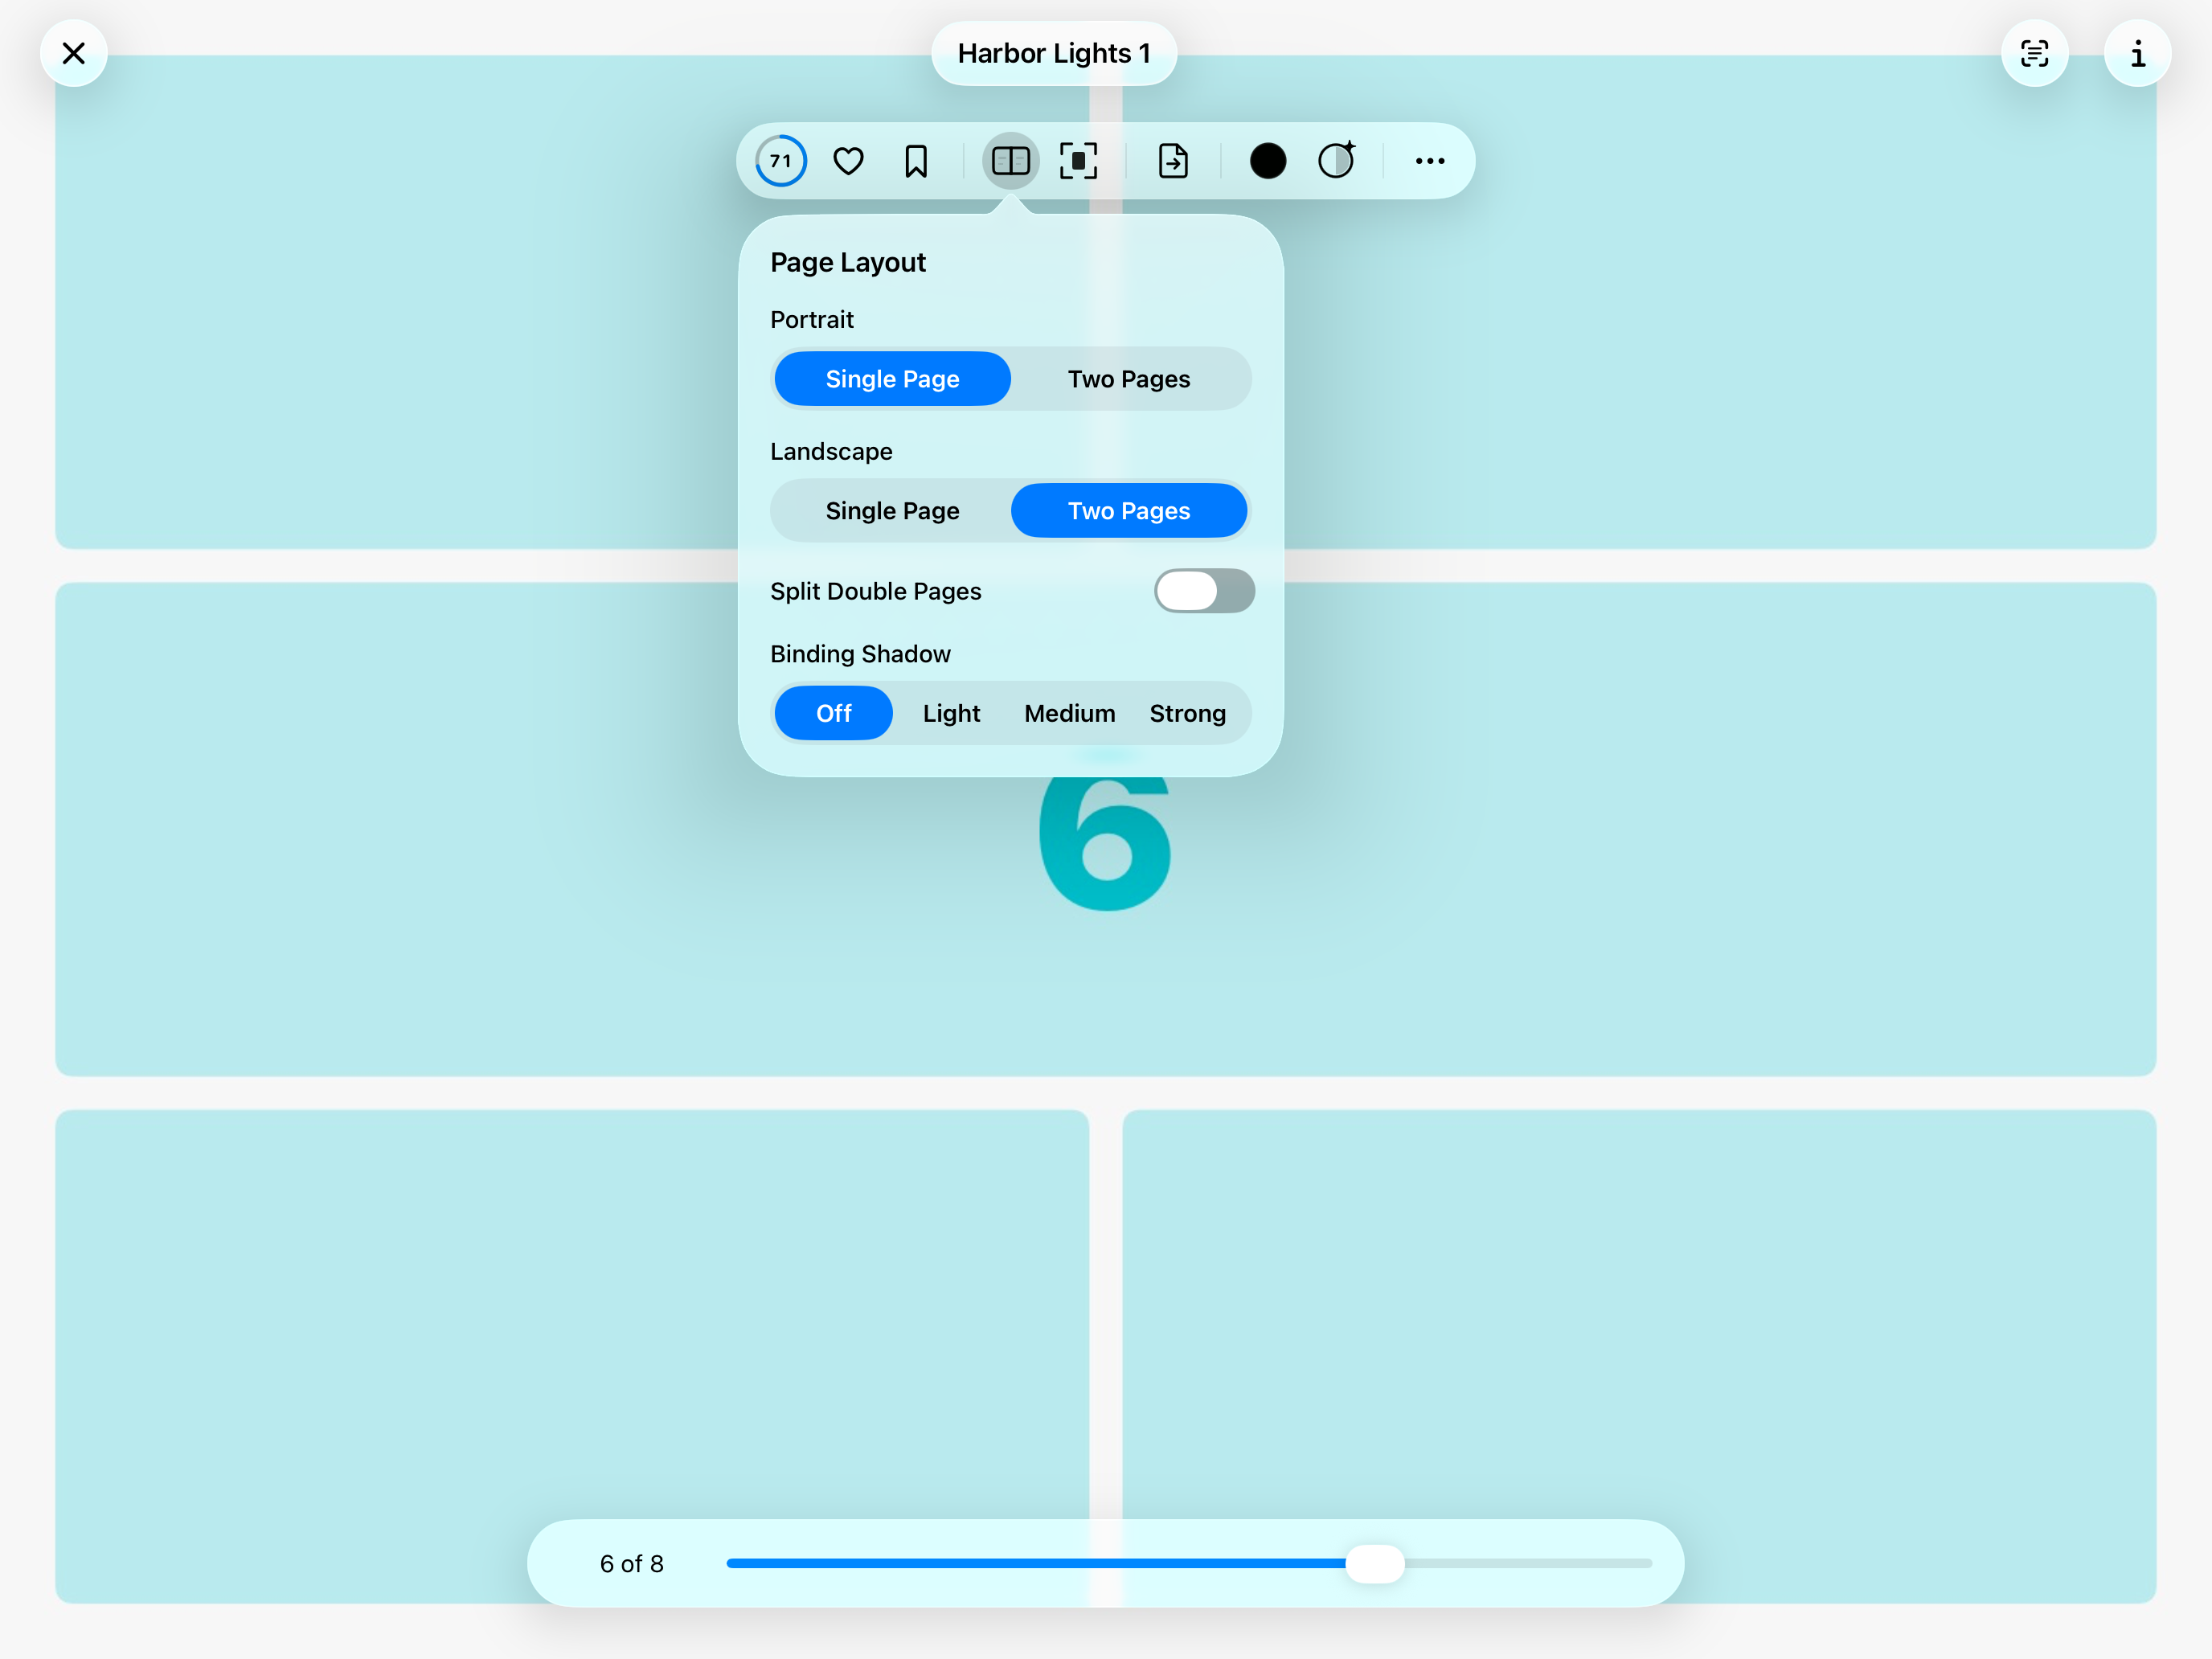 Harbor Lights 1
71
Page Layout
Portrait
Single Page Two Pages
Landscape
Single Page Two Pages
Split Double Pages
Binding Shadow
Off Light Medium Strong
6
6 of 8